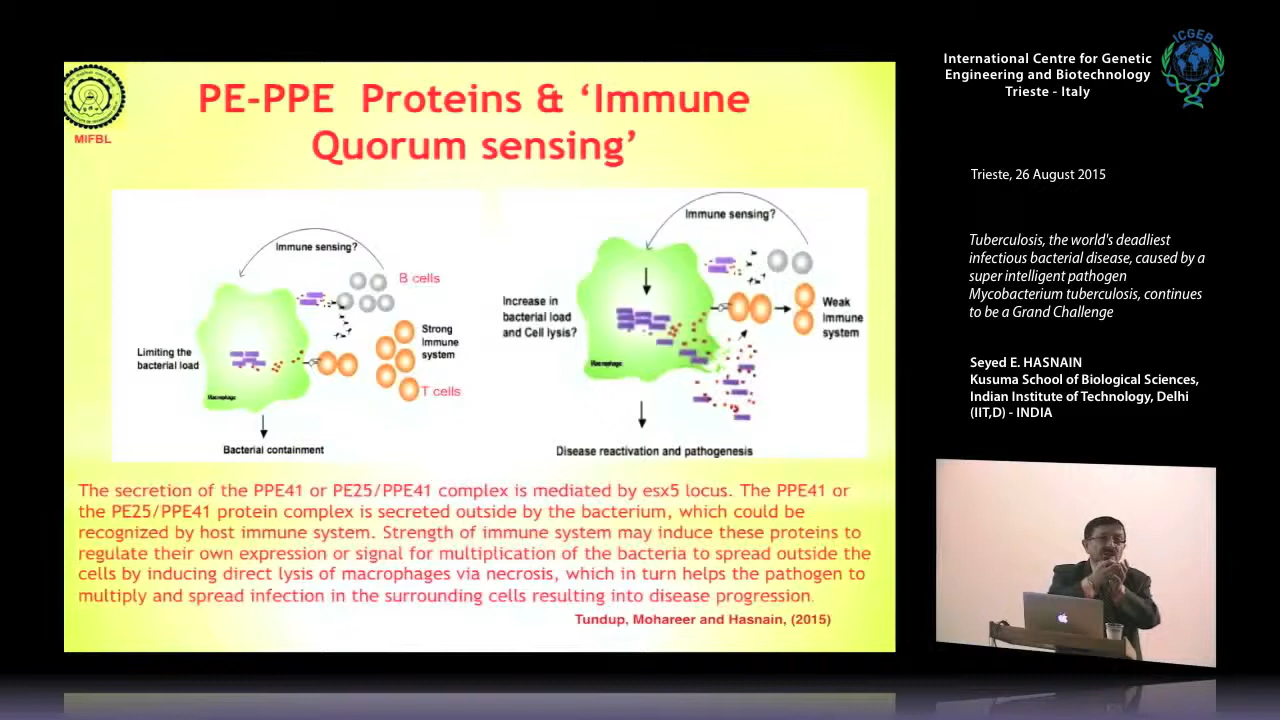 PE-PPE Proteins & ‘Immune
Quorum sensing’
MIFBL
Immune sensing?
B cells
Strong
Immune
system
T cells
Limiting the
bacterial load
Macrophage
Bacterial containment
Immune sensing?
Increase in
bacterial load
and Cell lysis?
Weak
Immune
system
Macrophage
Disease reactivation and pathogenesis
The secretion of the PPE41 or PE25/PPE41 complex is mediated by esx5 locus. The PPE41 or
the PE25/PPE41 protein complex is secreted outside by the bacterium, which could be
recognized by host immune system. Strength of immune system may induce these proteins to
regulate their own expression or signal for multiplication of the bacteria to spread outside the
cells by inducing direct lysis of macrophages via necrosis, which in turn helps the pathogen to
multiply and spread infection in the surrounding cells resulting into disease progression.
Tundup, Mohareer and Hasnain, (2015)
International Centre for Genetic
Engineering and Biotechnology
Trieste - Italy
ICGEB
Trieste, 26 August 2015
Tuberculosis, the world's deadliest
infectious bacterial disease, caused by a
super intelligent pathogen
Mycobacterium tuberculosis, continues
to be a Grand Challenge
Seyed E. HASNAIN
Kusuma School of Biological Sciences,
Indian Institute of Technology, Delhi
(IIT,D) - INDIA